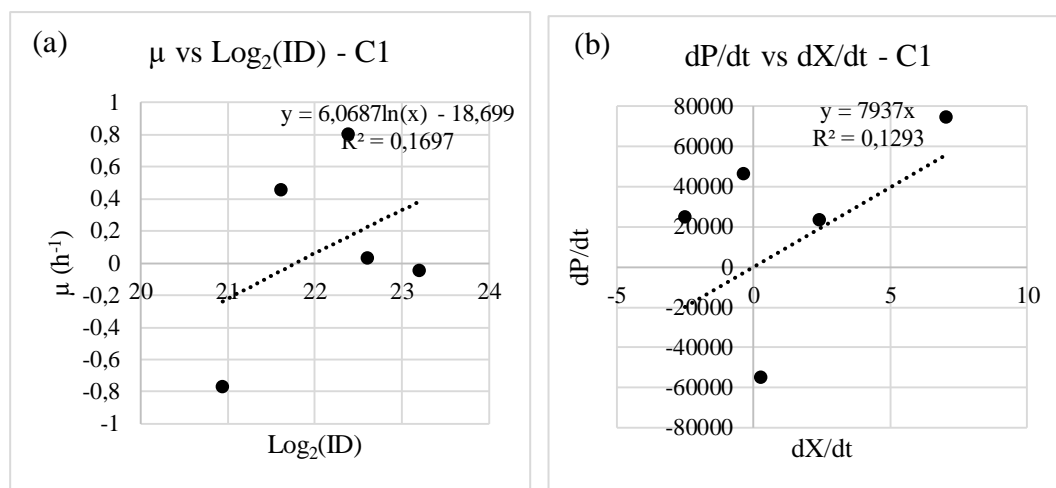 (a)
µ vs Log₂(ID) - C1
y = 6,0687ln(x) - 18,699
R² = 0,1697
1
0,8
0,6
0,4
0,2
0
-0,2
-0,4
-0,6
-0,8
-1
20
21
22
23
24
µ (h⁻¹)
Log₂(ID)
(b)
dP/dt vs dX/dt - C1
y = 7937x
R² = 0,1293
80000
60000
40000
20000
0
-20000
-40000
-60000
-80000
-5
0
5
10
dP/dt
dX/dt